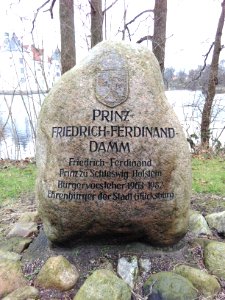 PRINZ-
FRIEDRICH-FERDINAND-
DAMM
Friedrich-Ferdinand
Prinz zu Schleswig Holstein
Bürgervorsteher 1963-1982
Ehrenbürger der Stadt Glücksburg